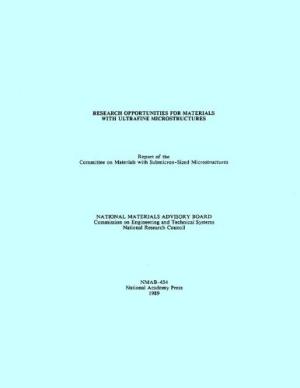 RESEARCH OPPORTUNITIES FOR MATERIALS
WITH ULTRAFINE MICROSTRUCTURES
Report of the
Committee on Materials with Submicron-Sized Microstructures
NATIONAL MATERIALS ADVISORY BOARD
Commission on Engineering and Technical Systems
National Research Council
NMAB-454
National Academy Press
1989